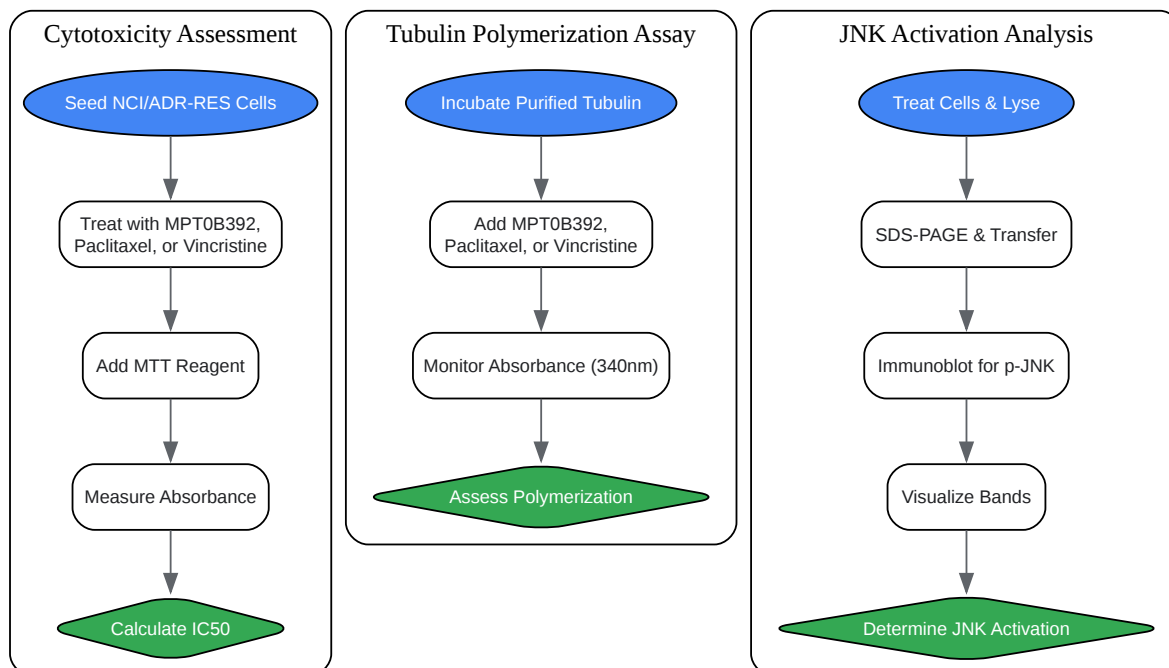 Cytotoxicity Assessment
Seed NCI/ADR-RES Cells
Treat with MPT0B392,
Paclitaxel, or Vincristine
Add MTT Reagent
Measure Absorbance
Calculate IC50
Tubulin Polymerization Assay
Incubate Purified Tubulin
Add MPT0B392,
Paclitaxel, or Vincristine
Monitor Absorbance (340nm)
Assess Polymerization
JNK Activation Analysis
Treat Cells & Lyse
SDS-PAGE & Transfer
Immunoblot for p-JNK
Visualize Bands
Determine JNK Activation